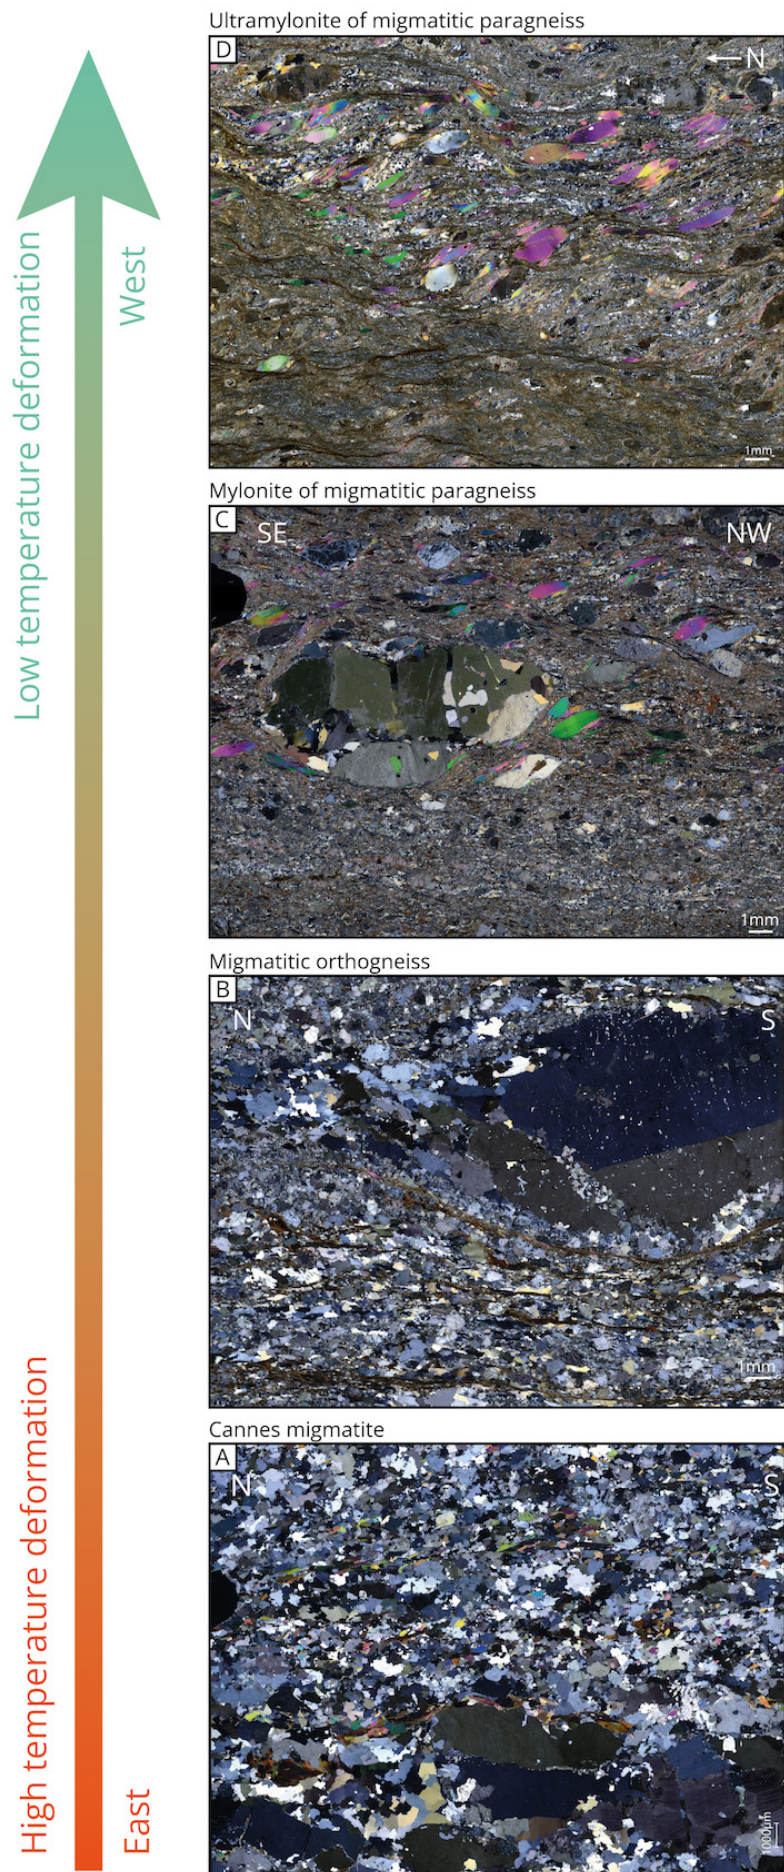 Ultramylonite of migmatitic paragneiss
D
N
1mm
Low temperature deformation
West
Mylonite of migmatitic paragneiss
C
SE
NW
1mm
Migmatitic orthogneiss
B
N
S
1mm
Cannes migmatite
A
N
S
1000µm
High temperature deformation
East